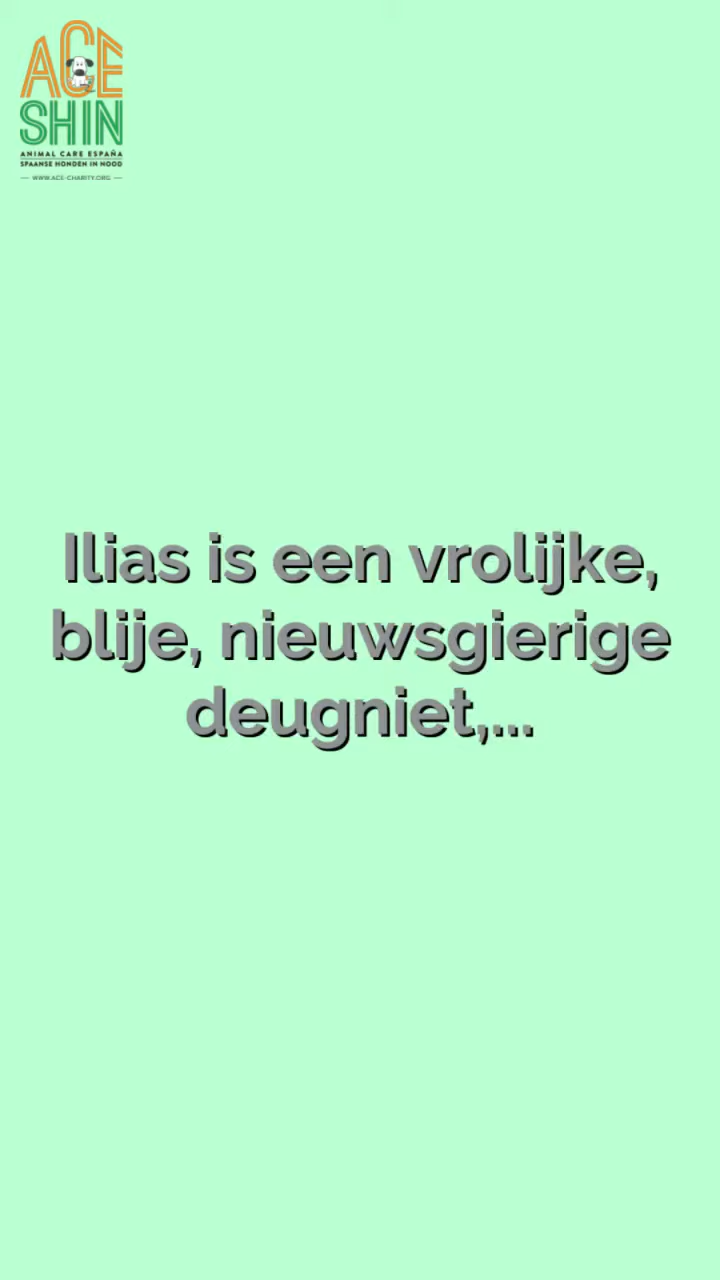 ACE
SHIN
ANIMAL CARE ESPAÑA
SPAANSE HONDEN IN NOOD
WWW.ACE-CHARITY.ORG
Ilias is een vrolijke,
blije, nieuwsgierige
deugniet,...